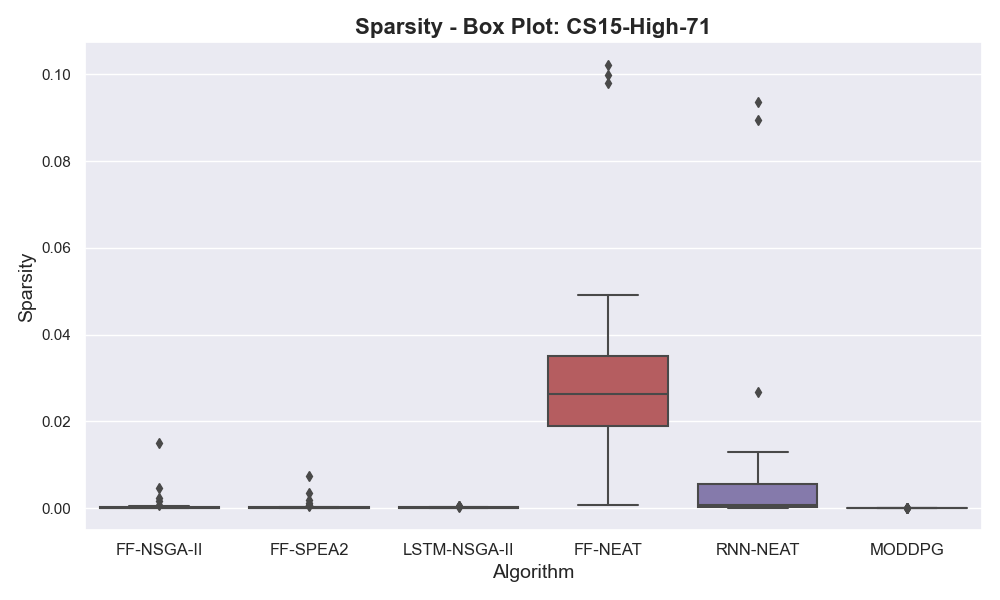 Sparsity - Box Plot: CS15-High-71
Sparsity
0.10
0.08
0.06
0.04
0.02
0.00
FF-NSGA-II
FF-SPEA2
LSTM-NSGA-II
FF-NEAT
RNN-NEAT
MODDPG
Algorithm